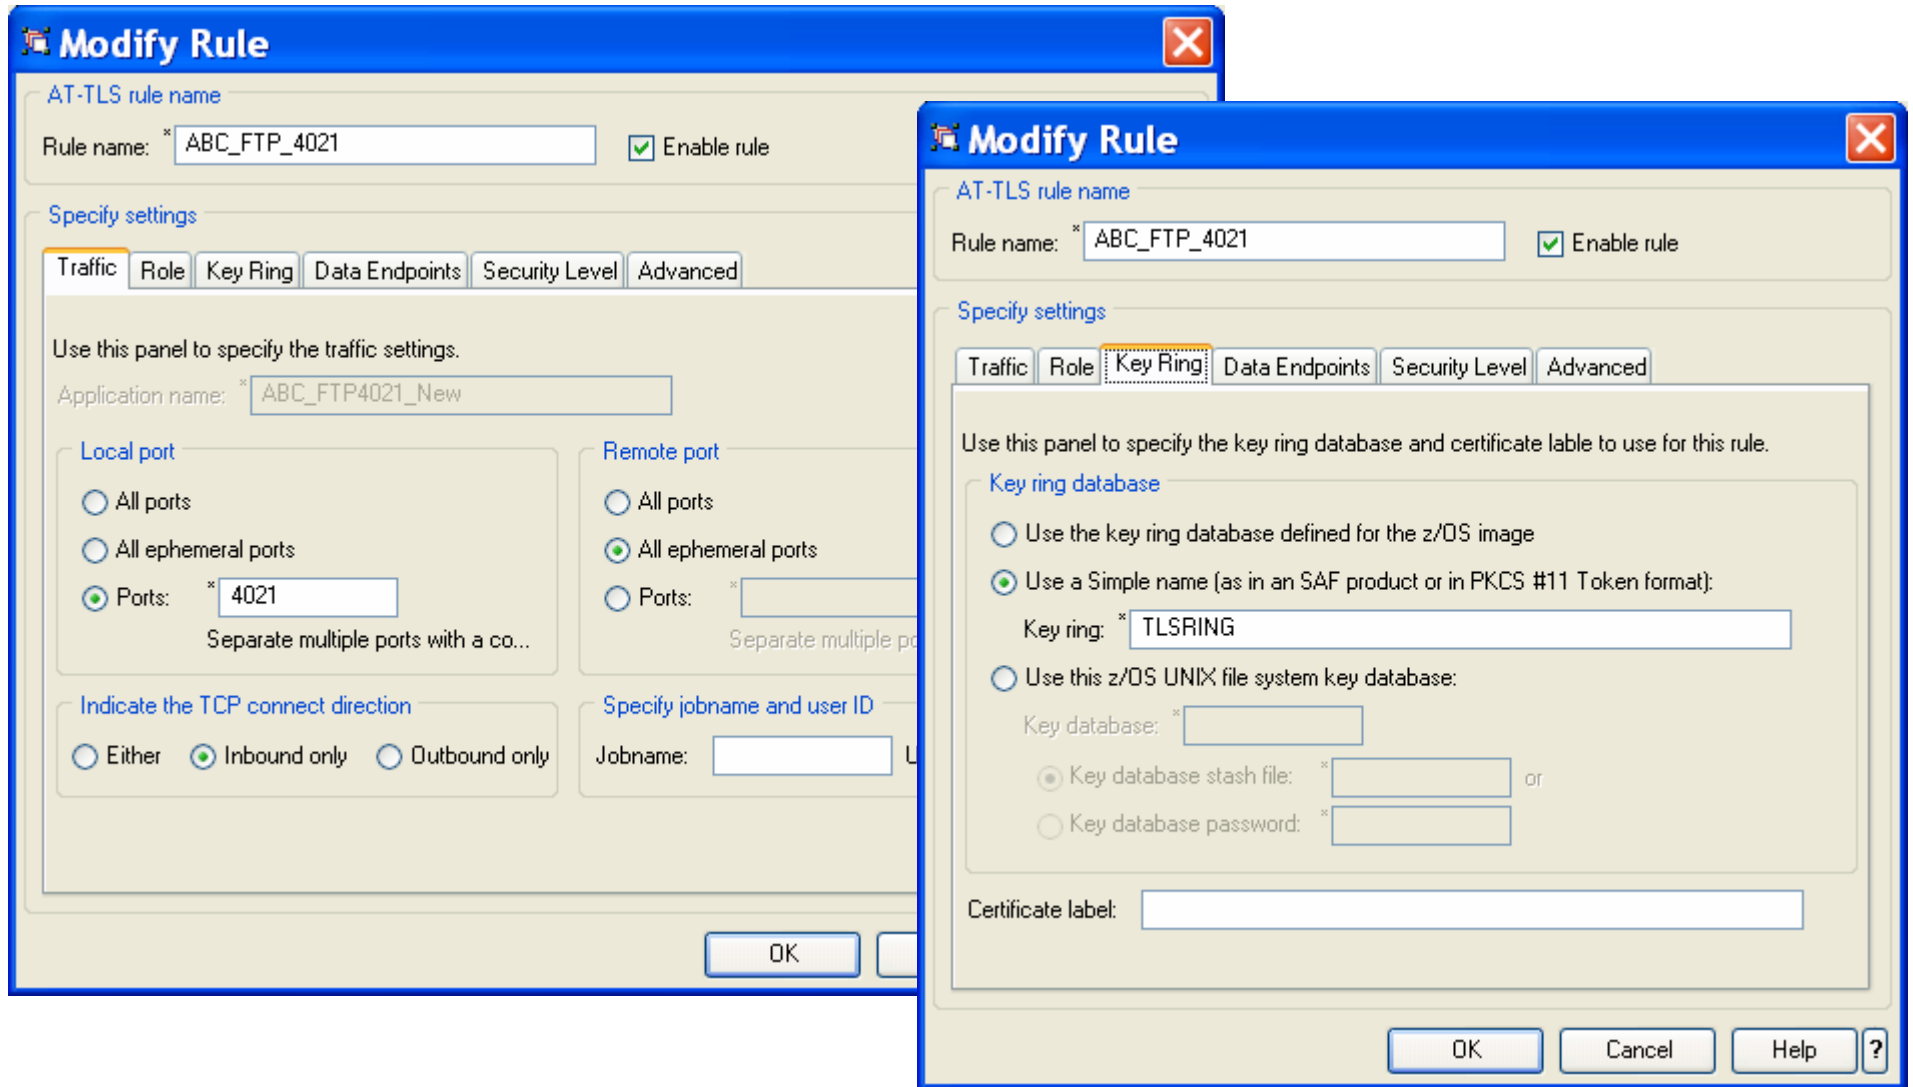 Modify Rule
AT-TLS rule name
Rule name: * ABC_FTP_4021 Enable rule
Specify settings
Traffic Role Key Ring Data Endpoints Security Level Advanced
Use this panel to specify the traffic settings.
Application name: * ABC_FTP4021_New
Local port
All ports
All ephemeral ports
Ports: * 4021
Separate multiple ports with a co...
Remote port
All ports
All ephemeral ports
Ports: *
Separate multiple po
Indicate the TCP connect direction
Either Inbound only Outbound only
Specify jobname and user ID
Jobname: U
OK
Modify Rule
AT-TLS rule name
Rule name: * ABC_FTP_4021 Enable rule
Specify settings
Traffic Role Key Ring Data Endpoints Security Level Advanced
Use this panel to specify the key ring database and certificate lable to use for this rule.
Key ring database
Use the key ring database defined for the z/OS image
Use a Simple name (as in an SAF product or in PKCS #11 Token format):
Key ring: * TLSRING
Use this z/OS UNIX file system key database:
Key database: *
Key database stash file: * or
Key database password: *
Certificate label:
OK Cancel Help ?